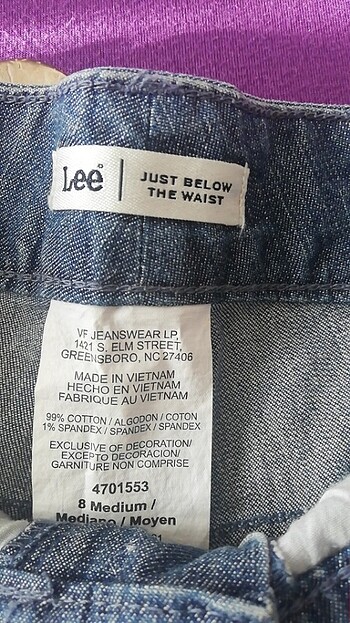 Lee® | JUST BELOW
THE WAIST
VF JEANSWEAR LP
1421 S. ELM STREET,
GREENSBORO, NC 27406
MADE IN VIETNAM
HECHO EN VIETNAM
FABRIQUE AU VIETNAM
99% COTTON / ALGODON / COTON
1% SPANDEX / SPANDEX / SPANDEX
EXCLUSIVE OF DECORATION/
EXCEPTO DECORACION/
GARNITURE NON COMPRISE
4701553
8 Medium /
Mediano / Moyen